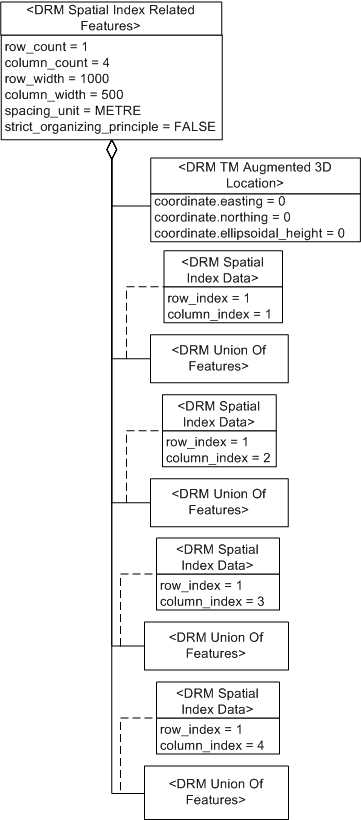 <DRM Spatial Index Related
Features>
row_count = 1
column_count = 4
row_width = 1000
column_width = 500
spacing_unit = METRE
strict_organizing_principle = FALSE
<DRM TM Augmented 3D
Location>
coordinate.easting = 0
coordinate.northing = 0
coordinate.ellipsoidal_height = 0
<DRM Spatial
Index Data>
row_index = 1
column_index = 1
<DRM Union Of
Features>
<DRM Spatial
Index Data>
row_index = 1
column_index = 2
<DRM Union Of
Features>
<DRM Spatial
Index Data>
row_index = 1
column_index = 3
<DRM Union Of
Features>
<DRM Spatial
Index Data>
row_index = 1
column_index = 4
<DRM Union Of
Features>